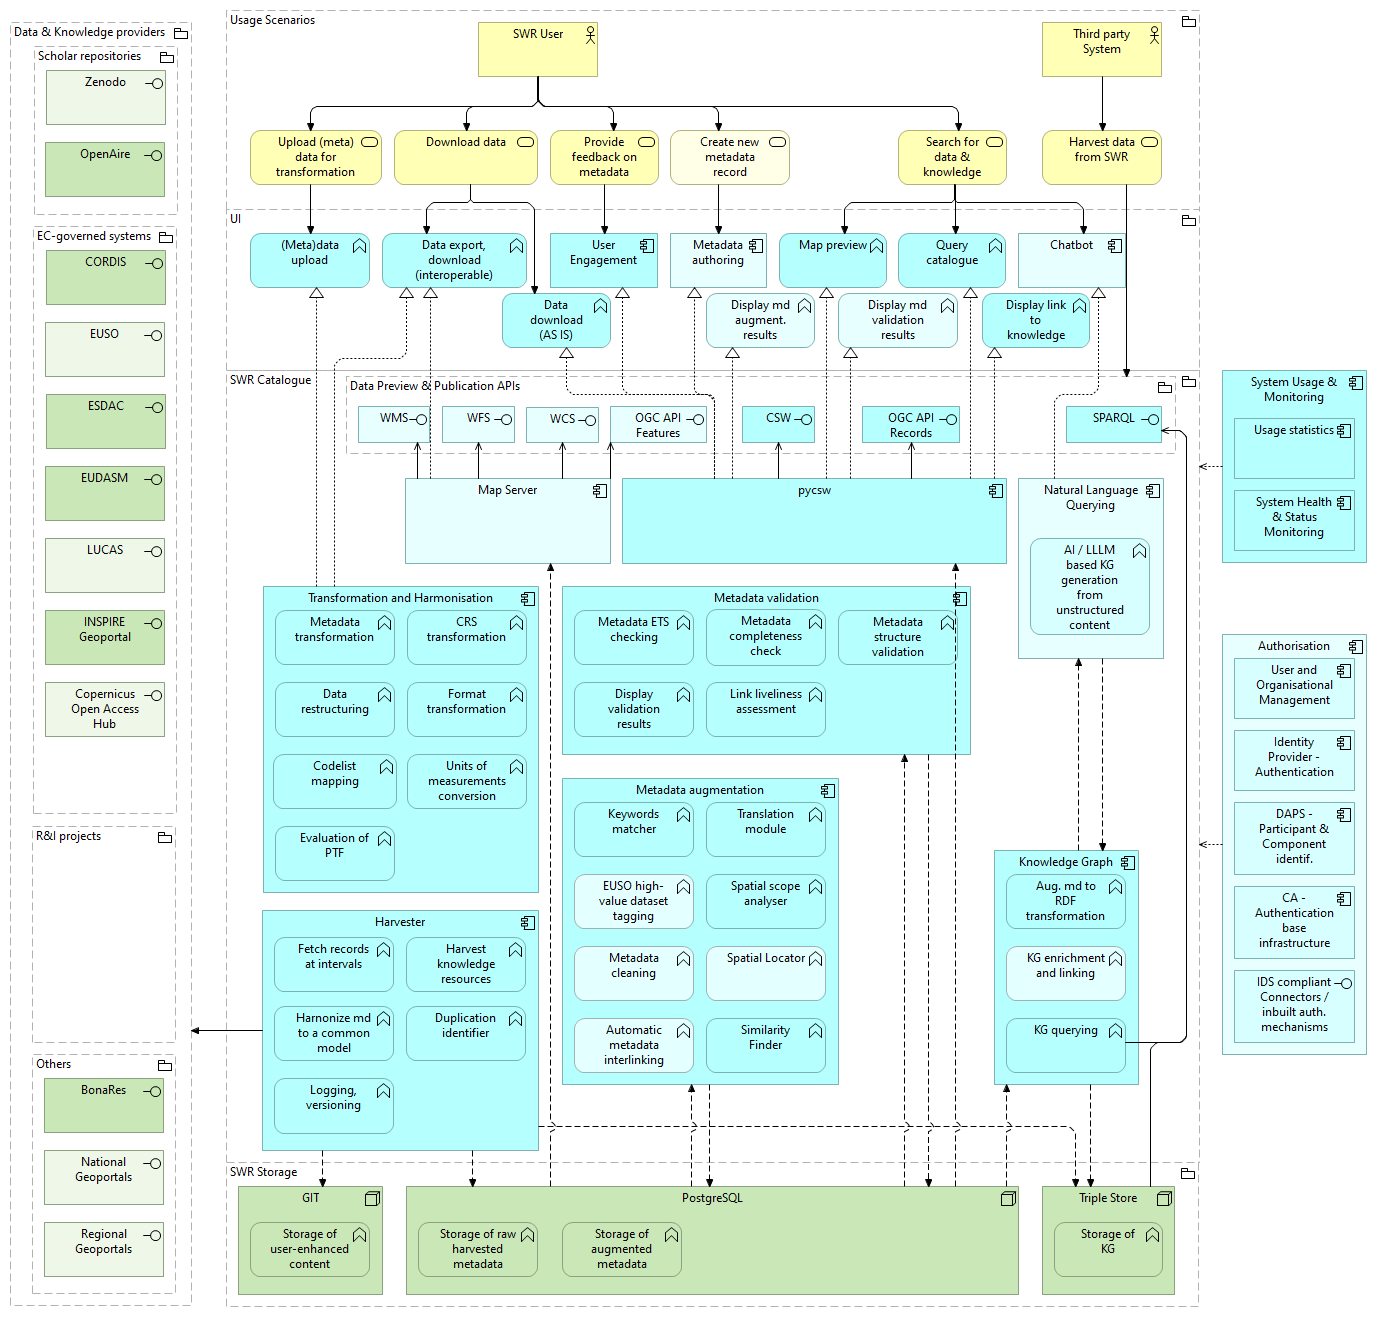 Data & Knowledge providers
Scholar repositories
Zenodo
OpenAire
EC-governed systems
CORDIS
EUSO
ESDAC
EUDASM
LUCAS
INSPIRE
Geoportal
Copernicus
Open Access
Hub
R&I projects
Others
BonaRes
National
Geoportals
Regional
Geoportals
Usage Scenarios
SWR User
Third party
System
Upload (meta)
data for
transformation
Download data
Provide
feedback on
metadata
Create new
metadata
record
Search for
data &
knowledge
Harvest data
from SWR
UI
(Meta)data
upload
Data export,
download
(interoperable)
User
Engagement
Metadata
authoring
Map preview
Query
catalogue
Chatbot
Data
download
(AS IS)
Display md
augment.
results
Display md
validation
results
Display link
to
knowledge
SWR Catalogue
Data Preview & Publication APIs
WMS
WFS
WCS
OGC API
Features
CSW
OGC API
Records
SPARQL
Map Server
pycsw
Natural Language
Querying
AI / LLLM
based KG
generation
from
unstructured
content
Transformation and Harmonisation
Metadata
transformation
CRS
transformation
Data
restructuring
Format
transformation
Codelist
mapping
Units of
measurements
conversion
Evaluation of
PTF
Metadata validation
Metadata ETS
checking
Metadata
completeness
check
Metadata
structure
validation
Display
validation
results
Link liveliness
assessment
Metadata augmentation
Keywords
matcher
Translation
module
EUSO high-
value dataset
tagging
Spatial scope
analyser
Metadata
cleaning
Spatial Locator
Automatic
metadata
interlinking
Similarity
Finder
Knowledge Graph
Aug. md to
RDF
transformation
KG enrichment
and linking
KG querying
Harvester
Fetch records
at intervals
Harvest
knowledge
resources
Harnonize md
to a common
model
Duplication
identifier
Logging,
versioning
SWR Storage
GIT
Storage of
user-enhanced
content
PostgreSQL
Storage of raw
harvested
metadata
Storage of
augmented
metadata
Triple Store
Storage of
KG
System Usage &
Monitoring
Usage statistics
System Health
& Status
Monitoring
Authorisation
User and
Organisational
Management
Identity
Provider -
Authentication
DAPS -
Participant &
Component
identif.
CA -
Authentication
base
infrastructure
IDS compliant
Connectors /
inbuilt auth.
mechanisms